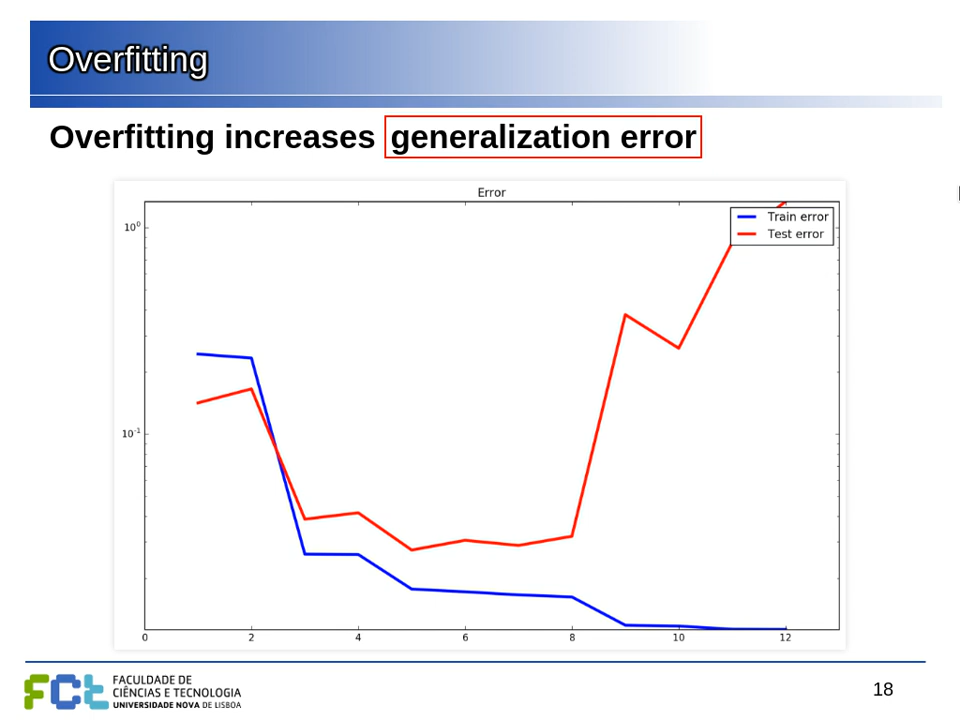 Overfitting
Overfitting increases generalization error
Error
Train error
Test error
10⁰
10⁻¹
0 2 4 6 8 10 12
FACULDADE DE
CIÊNCIAS E TECNOLOGIA
UNIVERSIDADE NOVA DE LISBOA
18